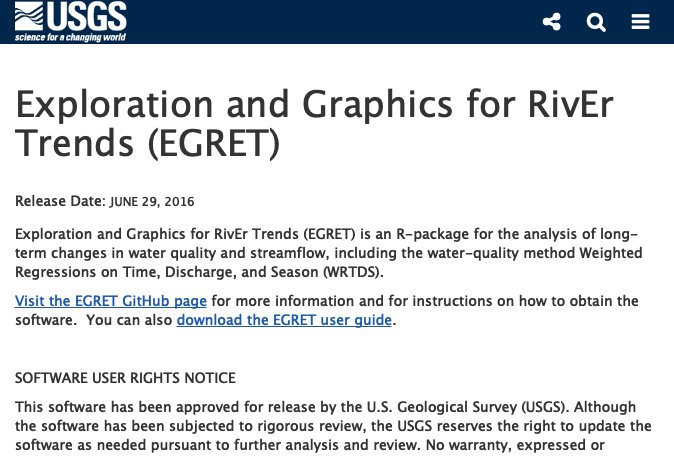 USGS
science for a changing world
Exploration and Graphics for RivEr
Trends (EGRET)
Release Date: JUNE 29, 2016
Exploration and Graphics for RivEr Trends (EGRET) is an R-package for the analysis of long-
term changes in water quality and streamflow, including the water-quality method Weighted
Regressions on Time, Discharge, and Season (WRTDS).
Visit the EGRET GitHub page for more information and for instructions on how to obtain the
software.  You can also download the EGRET user guide.
SOFTWARE USER RIGHTS NOTICE
This software has been approved for release by the U.S. Geological Survey (USGS). Although
the software has been subjected to rigorous review, the USGS reserves the right to update the
software as needed pursuant to further analysis and review. No warranty, expressed or